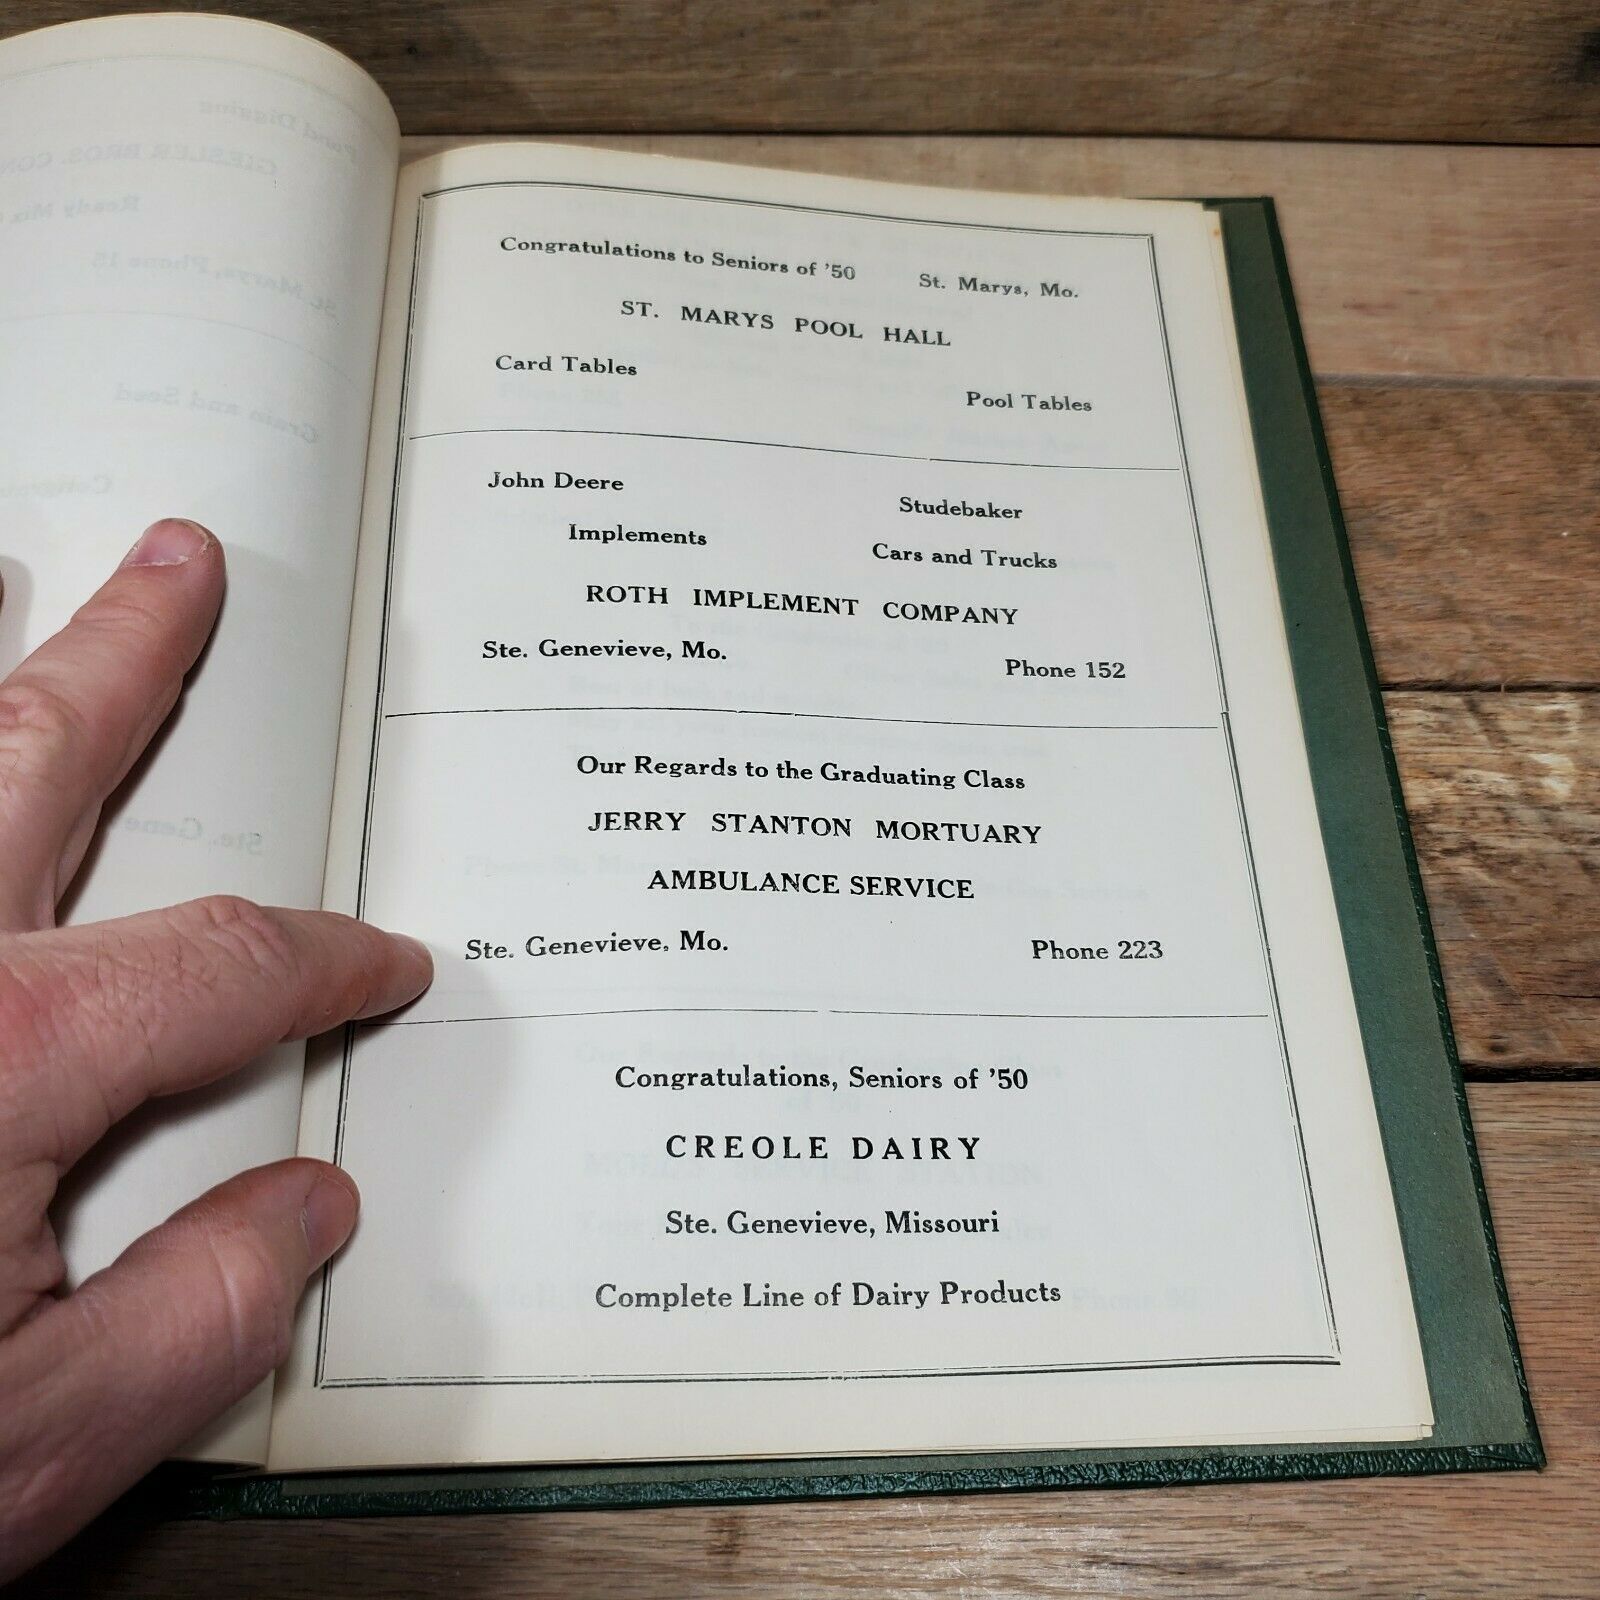 Congratulations to Seniors of '50 St. Marys, Mo.
ST. MARYS POOL HALL
Card Tables Pool Tables
John Deere Studebaker
Implements Cars and Trucks
ROTH IMPLEMENT COMPANY
Ste. Genevieve, Mo. Phone 152
Our Regards to the Graduating Class
JERRY STANTON MORTUARY
AMBULANCE SERVICE
Ste. Genevieve, Mo. Phone 223
Congratulations, Seniors of '50
CREOLE DAIRY
Ste. Genevieve, Missouri
Complete Line of Dairy Products